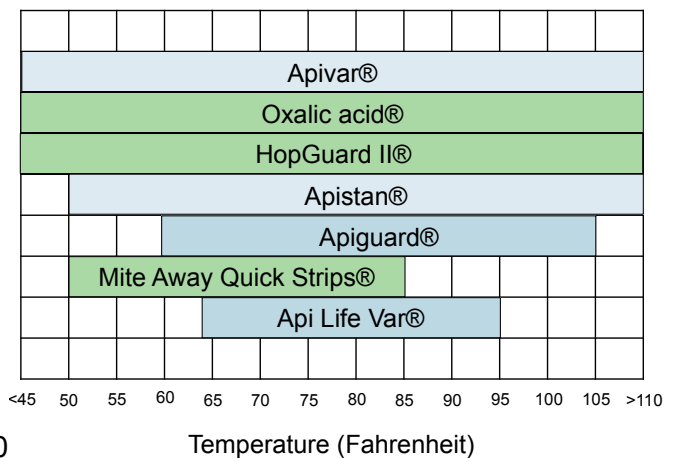 Apivar®
Oxalic acid®
HopGuard II®
Apistan®
Apiguard®
Mite Away Quick Strips®
Api Life Var®
<45 50 55 60 65 70 75 80 85 90 95 100 105 >110
0 Temperature (Fahrenheit)